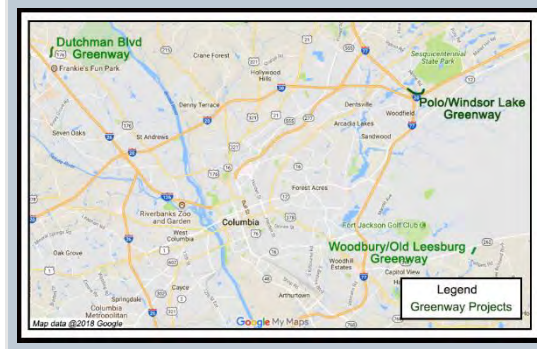 Dutchman Blvd
Greenway
Frankie's Fun Park
Crane Forest
Sesquicentennial
State Park
Hollywood
Hills
Denny Terrace
Dentsville
Polo/Windsor Lake
Greenway
Woodfield
Arcadia Lakes
Seven Oaks
St Andrews
Sandwood
Forest Acres
Riverbanks Zoo
and Garden
Columbia
West
Columbia
Fort Jackson Golf Club
Woodbury/Old Leesburg
Greenway
Oak Grove
Woodhill
Estates
Capitol View
Cayce
Springdale
Arthurtown
Columbia
Metropolitan
Legend
Greenway Projects
Map data @2018 Google
Google My Maps